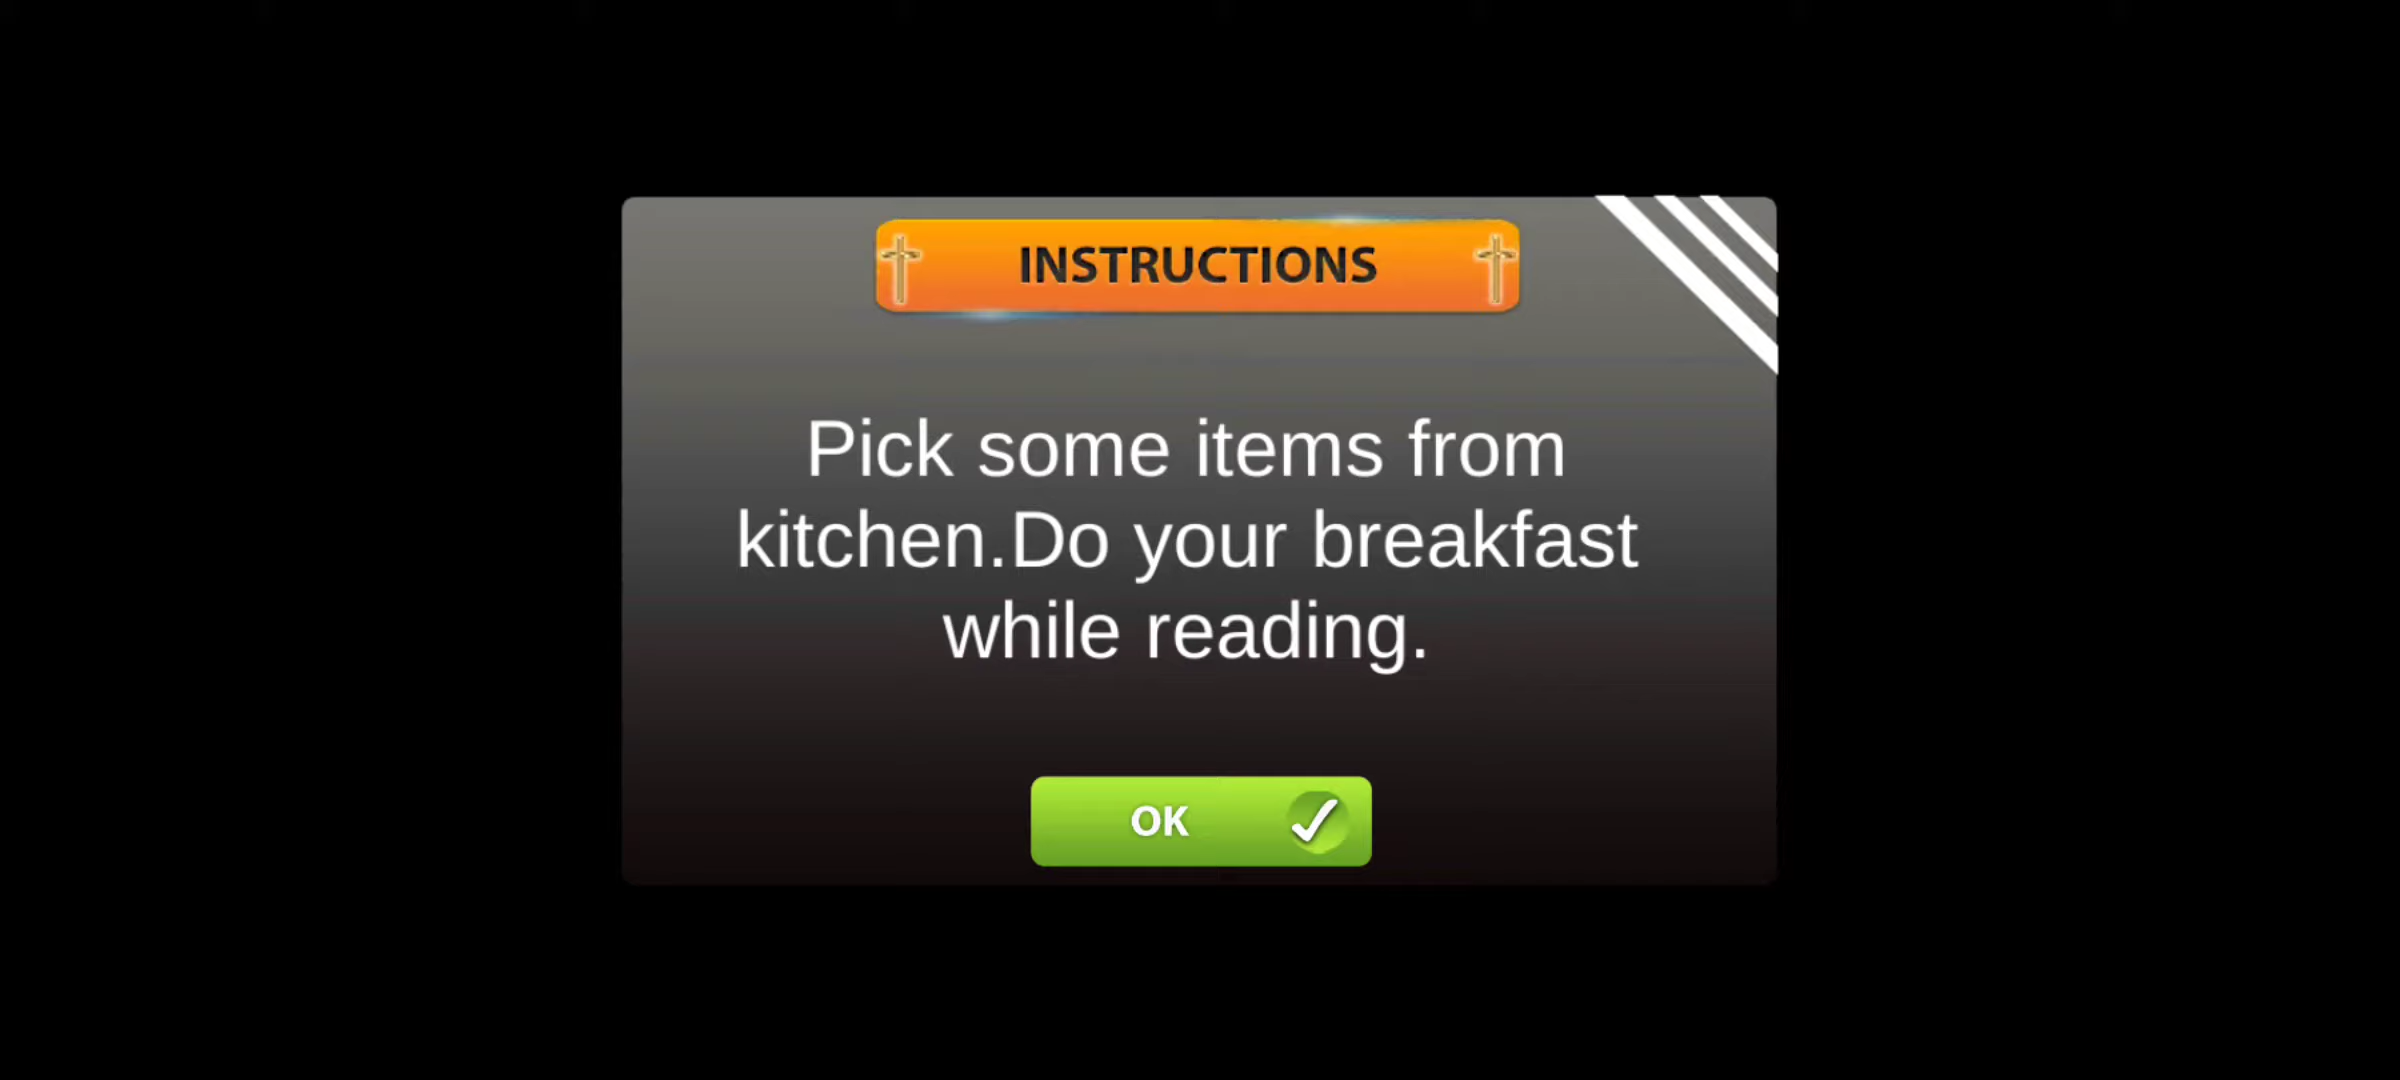 INSTRUCTIONS
Pick some items from
kitchen.Do your breakfast
while reading.
OK